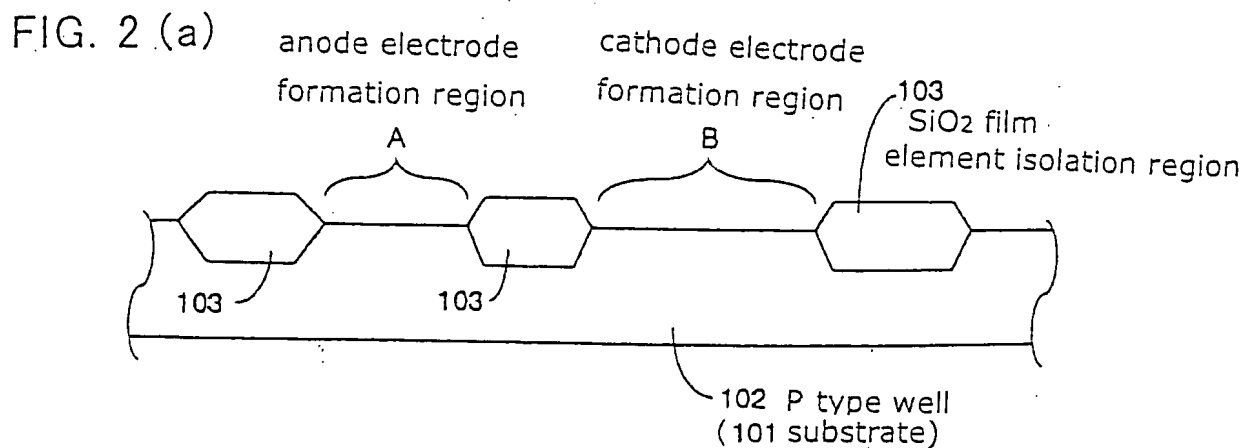 FIG. 2 (a)
anode electrode
formation region
A
cathode electrode
formation region
B
103
SiO2 film
element isolation region
103
103
102 P type well
(101 substrate)